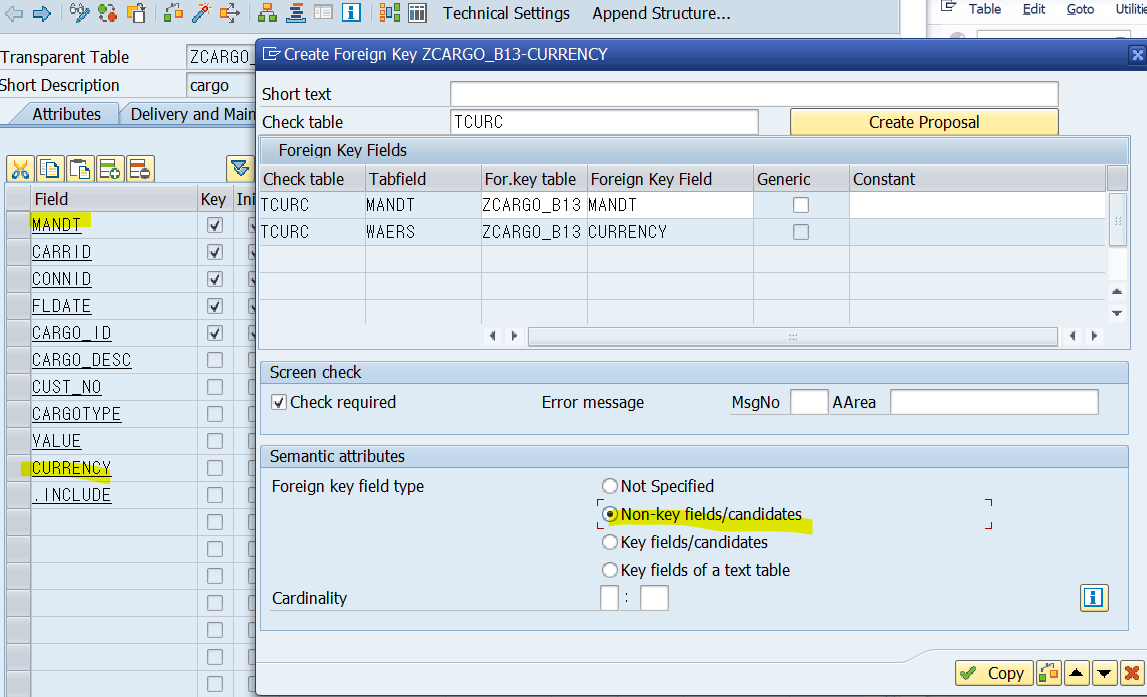 Technical Settings Append Structure...
Table Edit Goto
Transparent Table ZCARGO_
Short Description cargo
Attributes Delivery and Main
Field Key Ini
MANDT
CARRID
CONNID
FLDATE
CARGO_ID
CARGO_DESC
CUST_NO
CARGOTYPE
VALUE
CURRENCY
.INCLUDE
Create Foreign Key ZCARGO_B13-CURRENCY
Short text
Check table TCURC Create Proposal
Foreign Key Fields
Check table Tabfield For.key table Foreign Key Field Generic Constant
TCURC MANDT ZCARGO_B13 MANDT
TCURC WAERS ZCARGO_B13 CURRENCY
Screen check
Check required Error message MsgNo AArea
Semantic attributes
Foreign key field type Not Specified
Non-key fields/candidates
Key fields/candidates
Key fields of a text table
Cardinality :
Copy